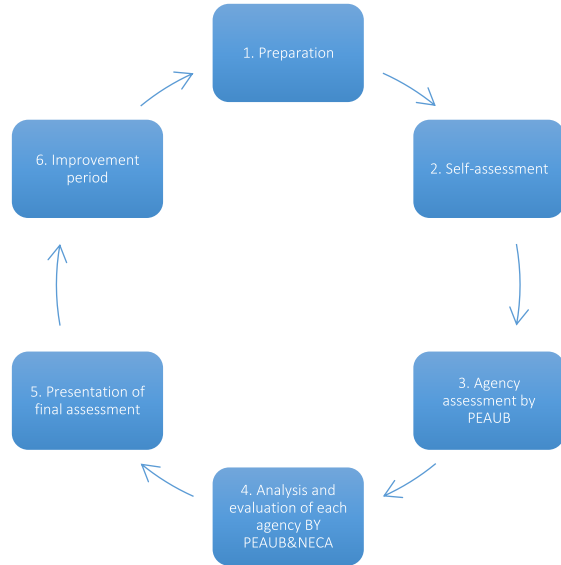 1. Preparation
2. Self-assessment
3. Agency
assessment by
PEAUB
4. Analysis and
evaluation of each
agency BY
PEAUB&NECA
5. Presentation of
final assessment
6. Improvement
period